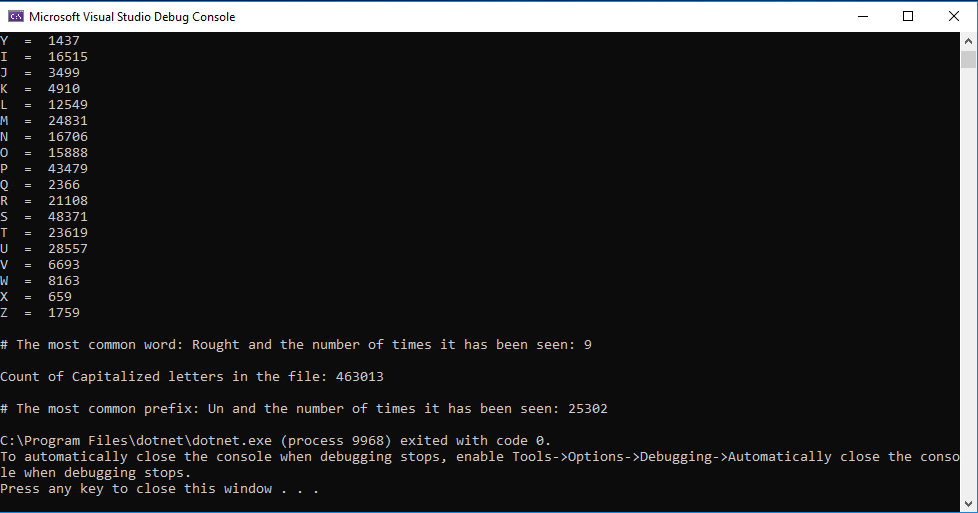 Microsoft Visual Studio Debug Console
Y  =  1437
I  =  16515
J  =  3499
K  =  4910
L  =  12549
M  =  24831
N  =  16706
O  =  15888
P  =  43479
Q  =  2366
R  =  21108
S  =  48371
T  =  23619
U  =  28557
V  =  6693
W  =  8163
X  =  659
Z  =  1759
# The most common word: Rought and the number of times it has been seen: 9
Count of Capitalized letters in the file: 463013
# The most common prefix: Un and the number of times it has been seen: 25302
C:\Program Files\dotnet\dotnet.exe (process 9968) exited with code 0.
To automatically close the console when debugging stops, enable Tools->Options->Debugging->Automatically close the conso
le when debugging stops.
Press any key to close this window . . .